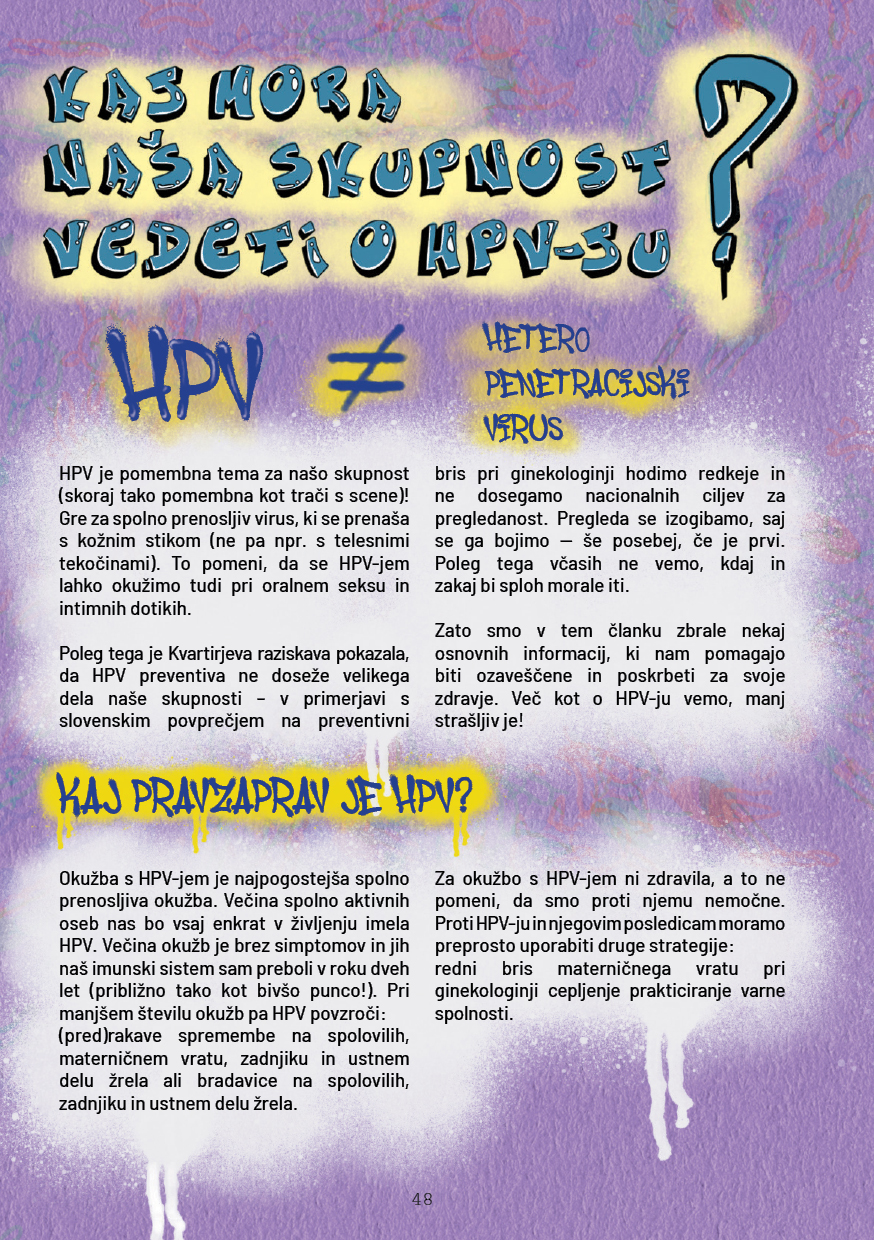 KAJ MORA
NAŠA SKUPNOST
VEDETI O HPV-JU
?
HPV ≠ HETERO
PENETRACIJSKI
VIRUS
HPV je pomembna tema za našo skupnost
(skoraj tako pomembna kot trači s scene)!
Gre za spolno prenosljiv virus, ki se prenaša
s kožnim stikom (ne pa npr. s telesnimi
tekočinami). To pomeni, da se HPV-jem
lahko okužimo tudi pri oralnem seksu in
intimnih dotikih.
Poleg tega je Kvartirjeva raziskava pokazala,
da HPV preventiva ne doseže velikega
dela naše skupnosti – v primerjavi s
slovenskim povprečjem na preventivni
bris pri ginekologinji hodimo redkeje in
ne dosegamo nacionalnih ciljev za
pregledanost. Pregleda se izogibamo, saj
se ga bojimo — še posebej, če je prvi.
Poleg tega včasih ne vemo, kdaj in
zakaj bi sploh morale iti.
Zato smo v tem članku zbrale nekaj
osnovnih informacij, ki nam pomagajo
biti ozaveščene in poskrbeti za svoje
zdravje. Več kot o HPV-ju vemo, manj
strašljiv je!
KAJ PRAVZAPRAV JE HPV?
Okužba s HPV-jem je najpogostejša spolno
prenosljiva okužba. Večina spolno aktivnih
oseb nas bo vsaj enkrat v življenju imela
HPV. Večina okužb je brez simptomov in jih
naš imunski sistem sam preboli v roku dveh
let (približno tako kot bivšo punco!). Pri
manjšem številu okužb pa HPV povzroči:
(pred)rakave spremembe na spolovilih,
materničnem vratu, zadnjiku in ustnem
delu žrela ali bradavice na spolovilih,
zadnjiku in ustnem delu žrela.
Za okužbo s HPV-jem ni zdravila, a to ne
pomeni, da smo proti njemu nemočne.
Proti HPV-ju in njegovim posledicam moramo
preprosto uporabiti druge strategije:
redni bris materničnega vratu pri
ginekologinji cepljenje prakticiranje varne
spolnosti.
48